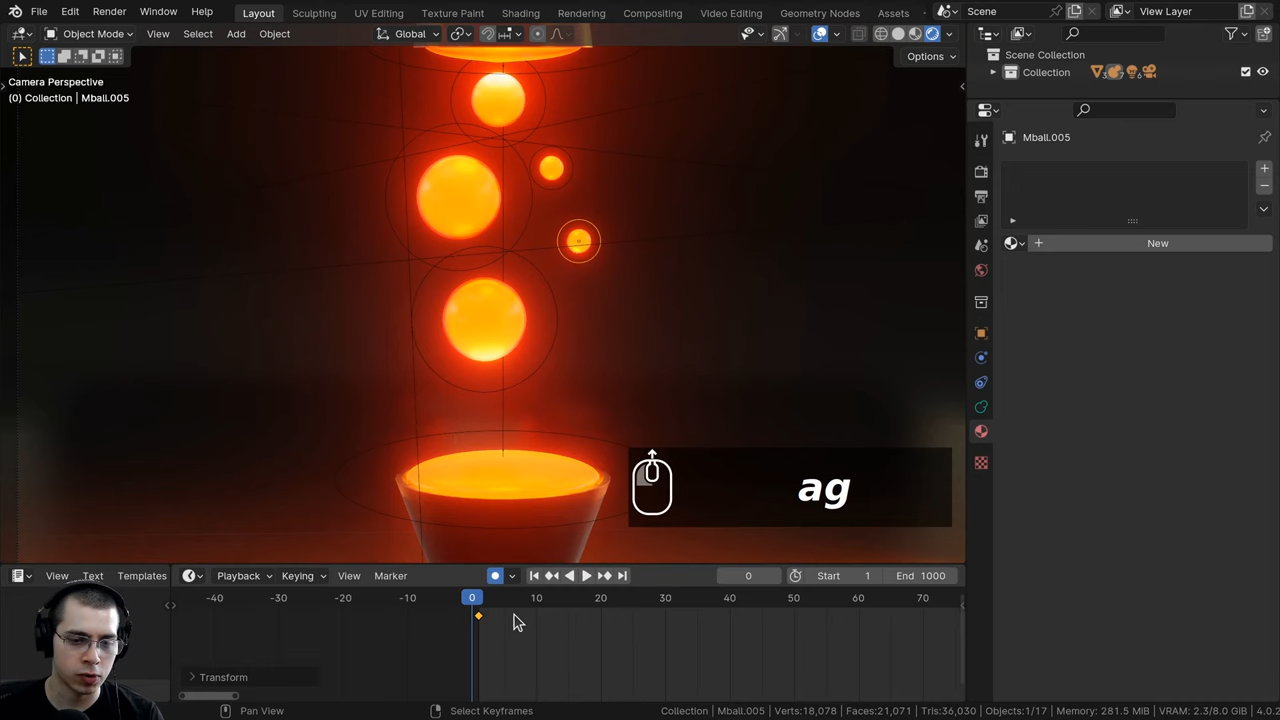 File Edit Render Window Help
Layout Sculpting UV Editing Texture Paint Shading Rendering Compositing Video Editing Geometry Nodes Assets
Scene
View Layer
Object Mode View Select Add Object
Global
Options
Camera Perspective
(0) Collection | Mball.005
Scene Collection
Collection
Mball.005
New
ag
View Text Templates
Playback Keying View Marker
0
Start 1
End 1000
-40 -30 -20 -10 0 10 20 30 40 50 60 70
Transform
Pan View
Select Keyframes
Collection | Mball.005 | Verts:18,078 | Faces:21,071 | Tris:36,030 | Objects:1/17 | Memory: 281.5 MiB | VRAM: 2.3/8.0 GiB | 4.0.